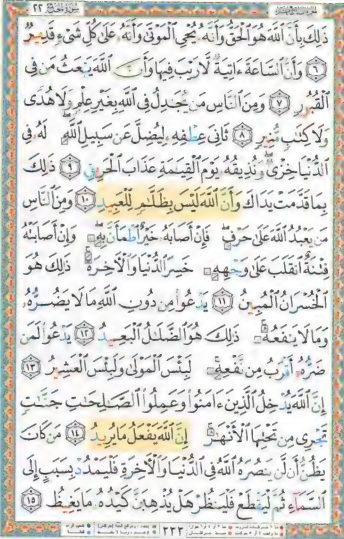 سُورَةُ الحَجِّ ٢٢
ذَٰلِكَ بِأَنَّ ٱللَّهَ هُوَ ٱلْحَقُّ وَأَنَّهُۥ يُحْىِ ٱلْمَوْتَىٰ وَأَنَّهُۥ عَلَىٰ كُلِّ شَىْءٍ قَدِيرٌ
٦ وَأَنَّ ٱلسَّاعَةَ ءَاتِيَةٌ لَّا رَيْبَ فِيهَا وَأَنَّ ٱللَّهَ يَبْعَثُ مَن فِى
ٱلْقُبُورِ ٧ وَمِنَ ٱلنَّاسِ مَن يُجَٰدِلُ فِى ٱللَّهِ بِغَيْرِ عِلْمٍ وَلَا هُدًى
وَلَا كِتَٰبٍ مُّنِيرٍ ٨ ثَانِىَ عِطْفِهِۦ لِيُضِلَّ عَن سَبِيلِ ٱللَّهِ لَهُۥ فِى
ٱلدُّنْيَا خِزْىٌ وَنُذِيقُهُۥ يَوْمَ ٱلْقِيَٰمَةِ عَذَابَ ٱلْحَرِيقِ ٩ ذَٰلِكَ
بِمَا قَدَّمَتْ يَدَاكَ وَأَنَّ ٱللَّهَ لَيْسَ بِظَلَّٰمٍ لِّلْعَبِيدِ ١٠ وَمِنَ ٱلنَّاسِ
مَن يَعْبُدُ ٱللَّهَ عَلَىٰ حَرْفٍ فَإِنْ أَصَابَهُۥ خَيْرٌ ٱطْمَأَنَّ بِهِۦ وَإِنْ أَصَابَتْهُ
فِتْنَةٌ ٱنقَلَبَ عَلَىٰ وَجْهِهِۦ خَسِرَ ٱلدُّنْيَا وَٱلْءَاخِرَةَ ذَٰلِكَ هُوَ
ٱلْخُسْرَانُ ٱلْمُبِينُ ١١ يَدْعُوا۟ مِن دُونِ ٱللَّهِ مَا لَا يَضُرُّهُۥ
وَمَا لَا يَنفَعُهُۥ ذَٰلِكَ هُوَ ٱلضَّلَٰلُ ٱلْبَعِيدُ ١٢ يَدْعُوا۟ لَمَن
ضَرُّهُۥٓ أَقْرَبُ مِن نَّفْعِهِۦ لَبِئْسَ ٱلْمَوْلَىٰ وَلَبِئْسَ ٱلْعَشِيرُ ١٣
إِنَّ ٱللَّهَ يُدْخِلُ ٱلَّذِينَ ءَامَنُوا۟ وَعَمِلُوا۟ ٱلصَّٰلِحَٰتِ جَنَّٰتٍ
تَجْرِى مِن تَحْتِهَا ٱلْأَنْهَٰرُ إِنَّ ٱللَّهَ يَفْعَلُ مَا يُرِيدُ ١٤ مَن كَانَ
يَظُنُّ أَن لَّن يَنصُرَهُ ٱللَّهُ فِى ٱلدُّنْيَا وَٱلْءَاخِرَةِ فَلْيَمْدُدْ بِسَبَبٍ إِلَى
ٱلسَّمَآءِ ثُمَّ لْيَقْطَعْ فَلْيَنظُرْ هَلْ يُذْهِبَنَّ كَيْدُهُۥ مَا يَغِيظُ ١٥
٣٣٣